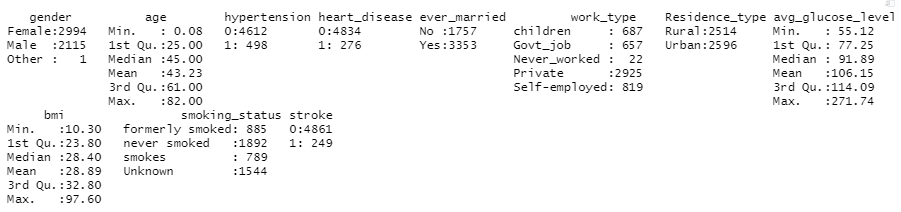 gender age hypertension heart_disease ever_married work_type Residence_type avg_glucose_level
Female:2994 Min. : 0.08 0:4612 0:4834 No :1757 children : 687 Rural:2514 Min. : 55.12
Male :2115 1st Qu.:25.00 1: 498 1: 276 Yes:3353 Govt_job : 657 Urban:2596 1st Qu.: 77.25
Other : 1 Median :45.00 Never_worked : 22 Median : 91.89
Mean :43.23 Private :2925 Mean :106.15
3rd Qu.:61.00 Self-employed: 819 3rd Qu.:114.09
Max. :82.00 Max. :271.74
bmi smoking_status stroke
Min. :10.30 formerly smoked: 885 0:4861
1st Qu.:23.80 never smoked :1892 1: 249
Median :28.40 smokes : 789
Mean :28.89 Unknown :1544
3rd Qu.:32.80
Max. :97.60